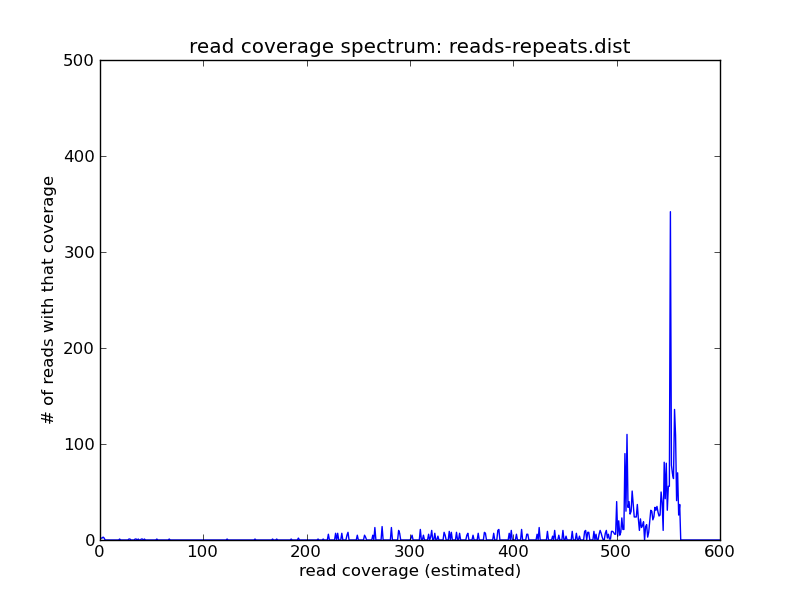 read coverage spectrum: reads-repeats.dist
500
400
300
200
100
0
# of reads with that coverage
0 100 200 300 400 500 600
read coverage (estimated)